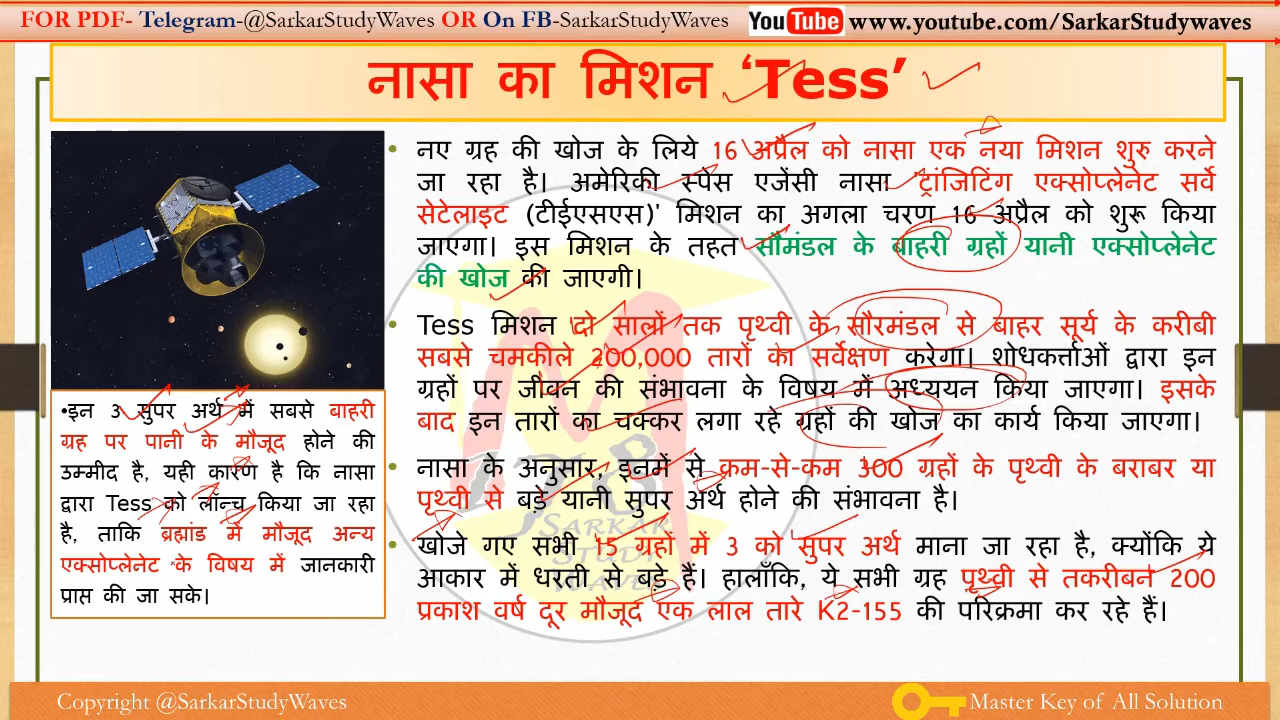 FOR PDF- Telegram-@SarkarStudyWaves OR On FB-SarkarStudyWaves YouTube www.youtube.com/SarkarStudywaves
नासा का मिशन ‘Tess’
• नए ग्रह की खोज के लिये 16 अप्रैल को नासा एक नया मिशन शुरु करने
जा रहा है। अमेरिकी स्पेस एजेंसी नासा ट्रांजिटिंग एक्सोप्लेनेट सर्वे
सेटेलाइट (टीईएसएस)' मिशन का अगला चरण 16 अप्रैल को शुरू किया
जाएगा। इस मिशन के तहत सौमंडल के बाहरी ग्रहों यानी एक्सोप्लेनेट
की खोज की जाएगी।
• Tess मिशन दो सालों तक पृथ्वी के सौरमंडल से बाहर सूर्य के करीबी
सबसे चमकीले 200,000 तारों का सर्वेक्षण करेगा। शोधकर्त्ताओं द्वारा इन
ग्रहों पर जीवन की संभावना के विषय में अध्ययन किया जाएगा। इसके
बाद इन तारों का चक्कर लगा रहे ग्रहों की खोज का कार्य किया जाएगा।
• नासा के अनुसार, इनमें से क्रम-से-कम 300 ग्रहों के पृथ्वी के बराबर या
पृथ्वी से बड़े यानी सुपर अर्थ होने की संभावना है।
• खोजे गए सभी 15 ग्रहों में 3 को सुपर अर्थ माना जा रहा है, क्योंकि ये
आकार में धरती से बड़े हैं। हालाँकि, ये सभी ग्रह पृथ्वी से तकरीबन 200
प्रकाश वर्ष दूर मौजूद एक लाल तारे K2-155 की परिक्रमा कर रहे हैं।
•इन 3 सुपर अर्थ में सबसे बाहरी
ग्रह पर पानी के मौजूद होने की
उम्मीद है, यही कारण है कि नासा
द्वारा Tess को लॉन्च किया जा रहा
है, ताकि ब्रह्मांड में मौजूद अन्य
एक्सोप्लेनेट के विषय में जानकारी
प्राप्त की जा सके।
178
SARKAR
STUDY
WAVES
Copyright @SarkarStudyWaves
Master Key of All Solution